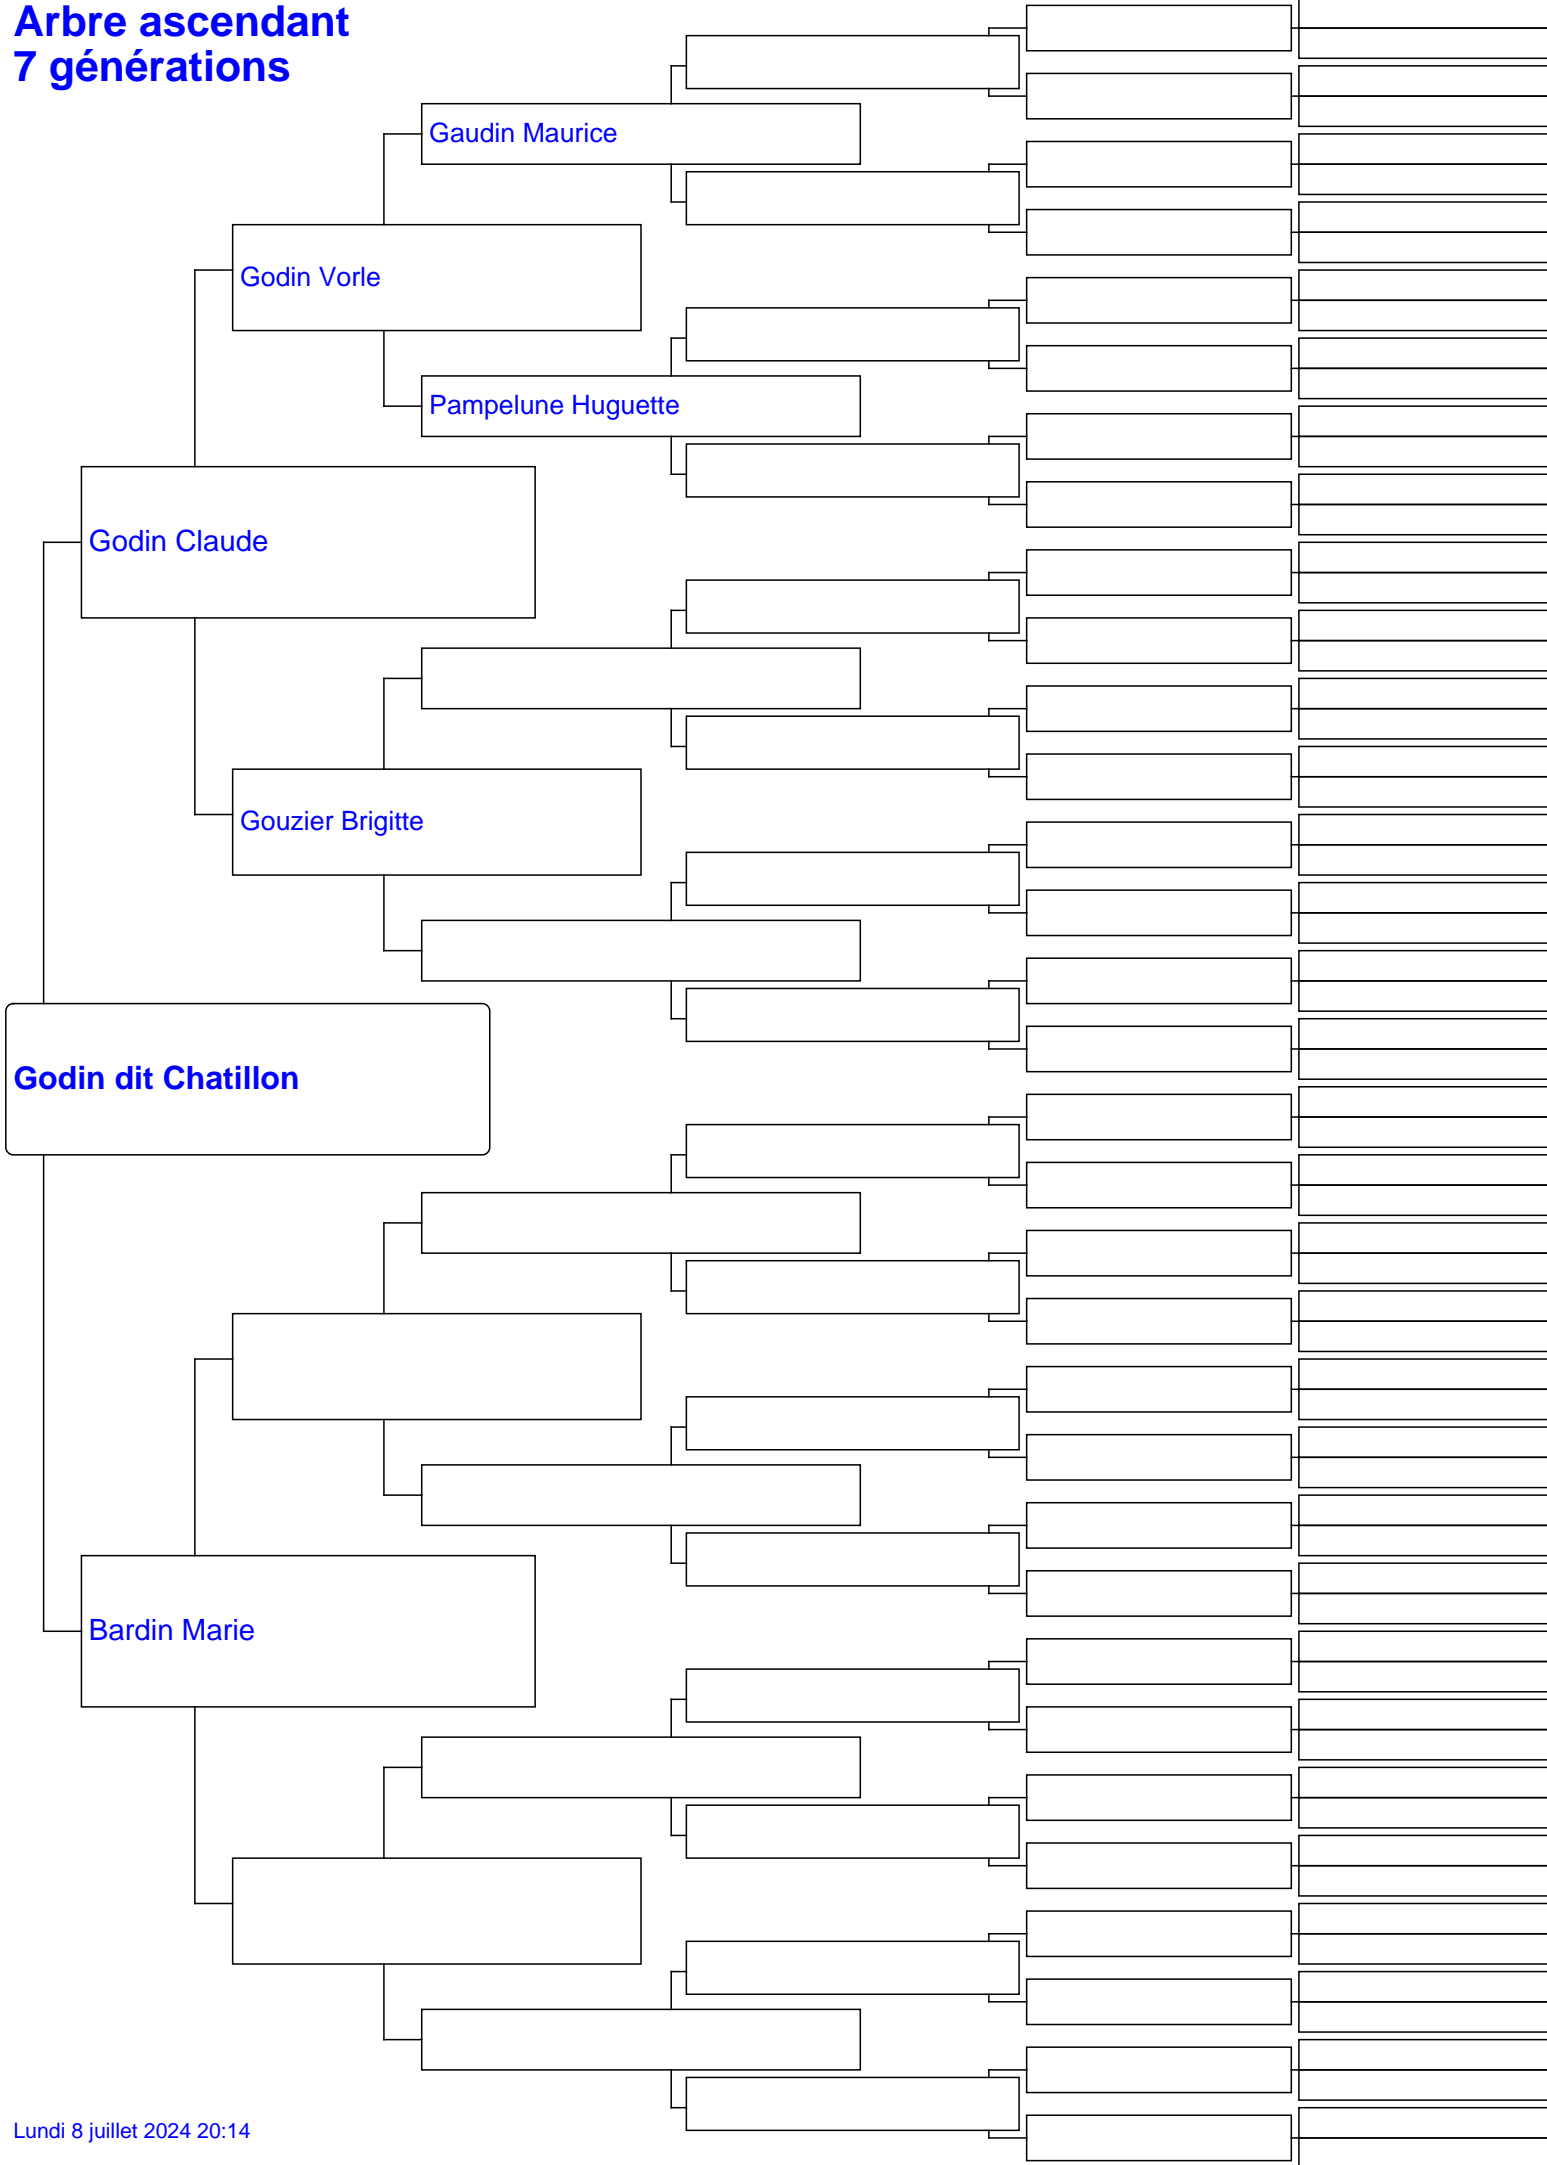 Arbre ascendant
7 générations
Gaudin Maurice
Godin Vorle
Pampelune Huguette
Godin Claude
Gouzier Brigitte
Godin dit Chatillon
Bardin Marie
Lundi 8 juillet 2024 20:14